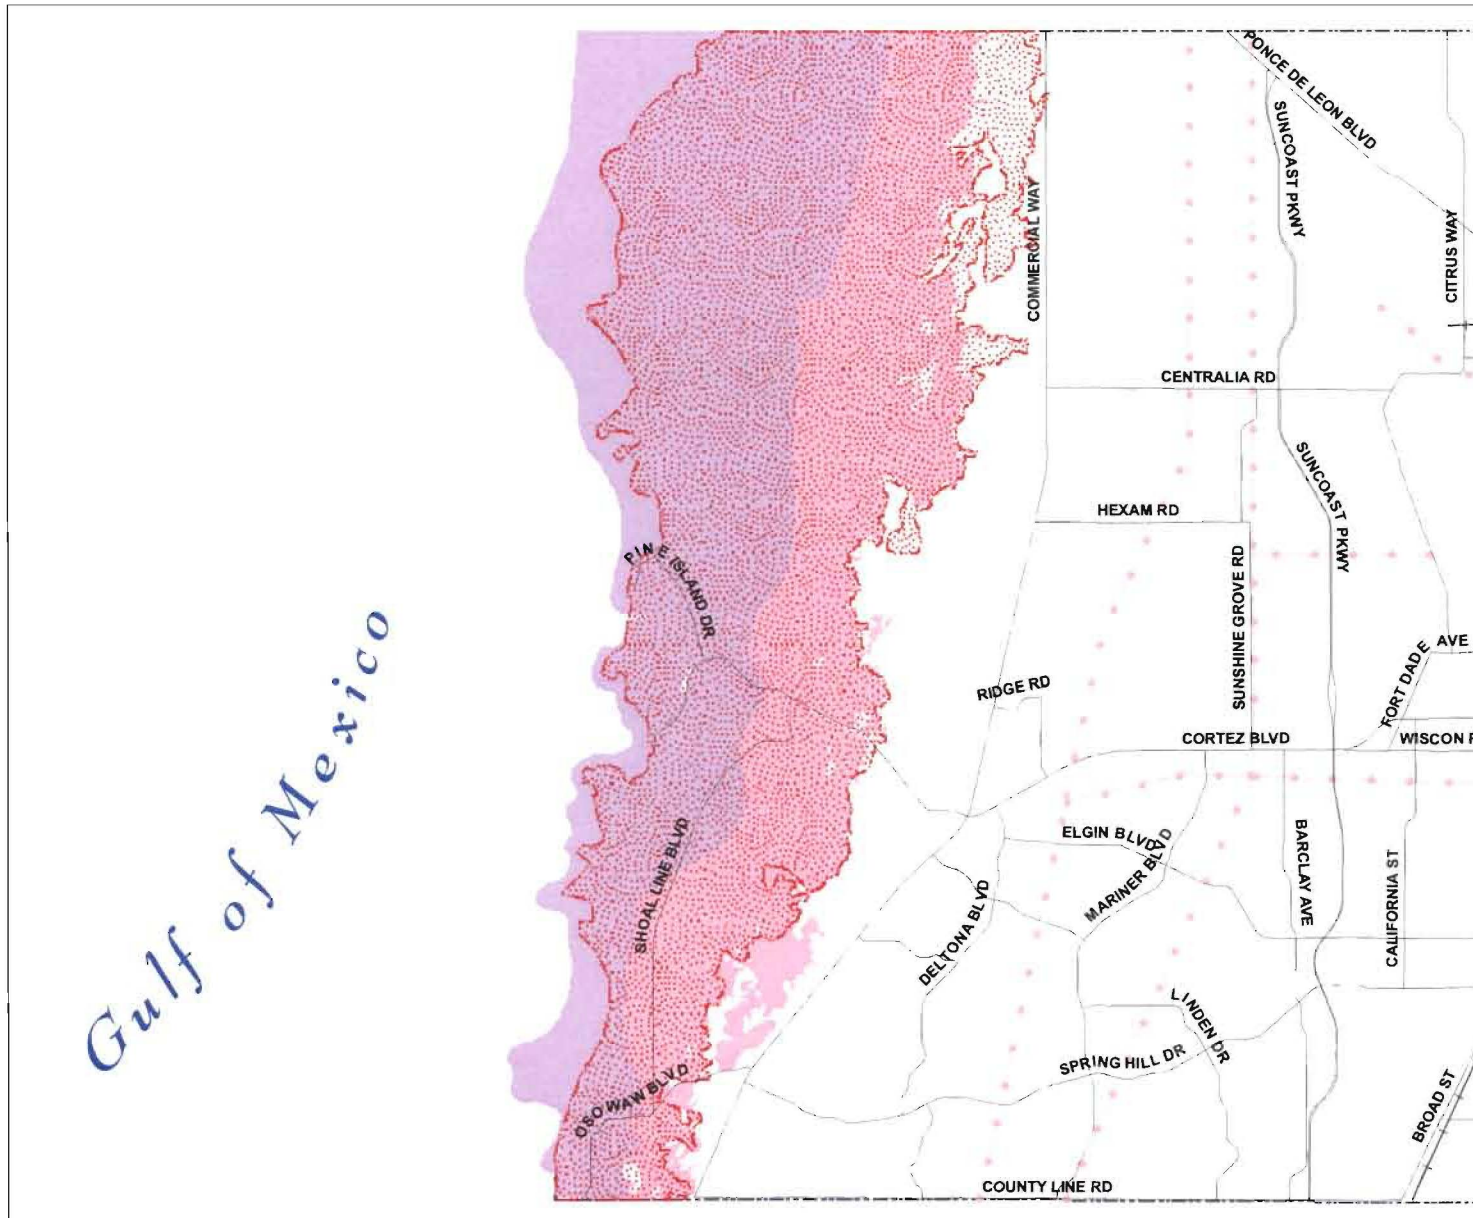 PONCE DE LEON BLVD
SUNCOAST PKWY
COMMERCIAL WAY
CITRUS WAY
CENTRALIA RD
SUNCOAST PKWY
HEXAM RD
PINE ISLAND DR
SUNSHINE GROVE RD
FORT DADE AVE
RIDGE RD
CORTEZ BLVD
WISCON
Gulf of Mexico
SHOAL LINE BLVD
ELGIN BLVD
MARINER BLVD
BARCLAY AVE
CALIFORNIA ST
DELTONA BLVD
LINDEN DR
SPRING HILL DR
OSOWAW BLVD
BROAD ST
COUNTY LINE RD